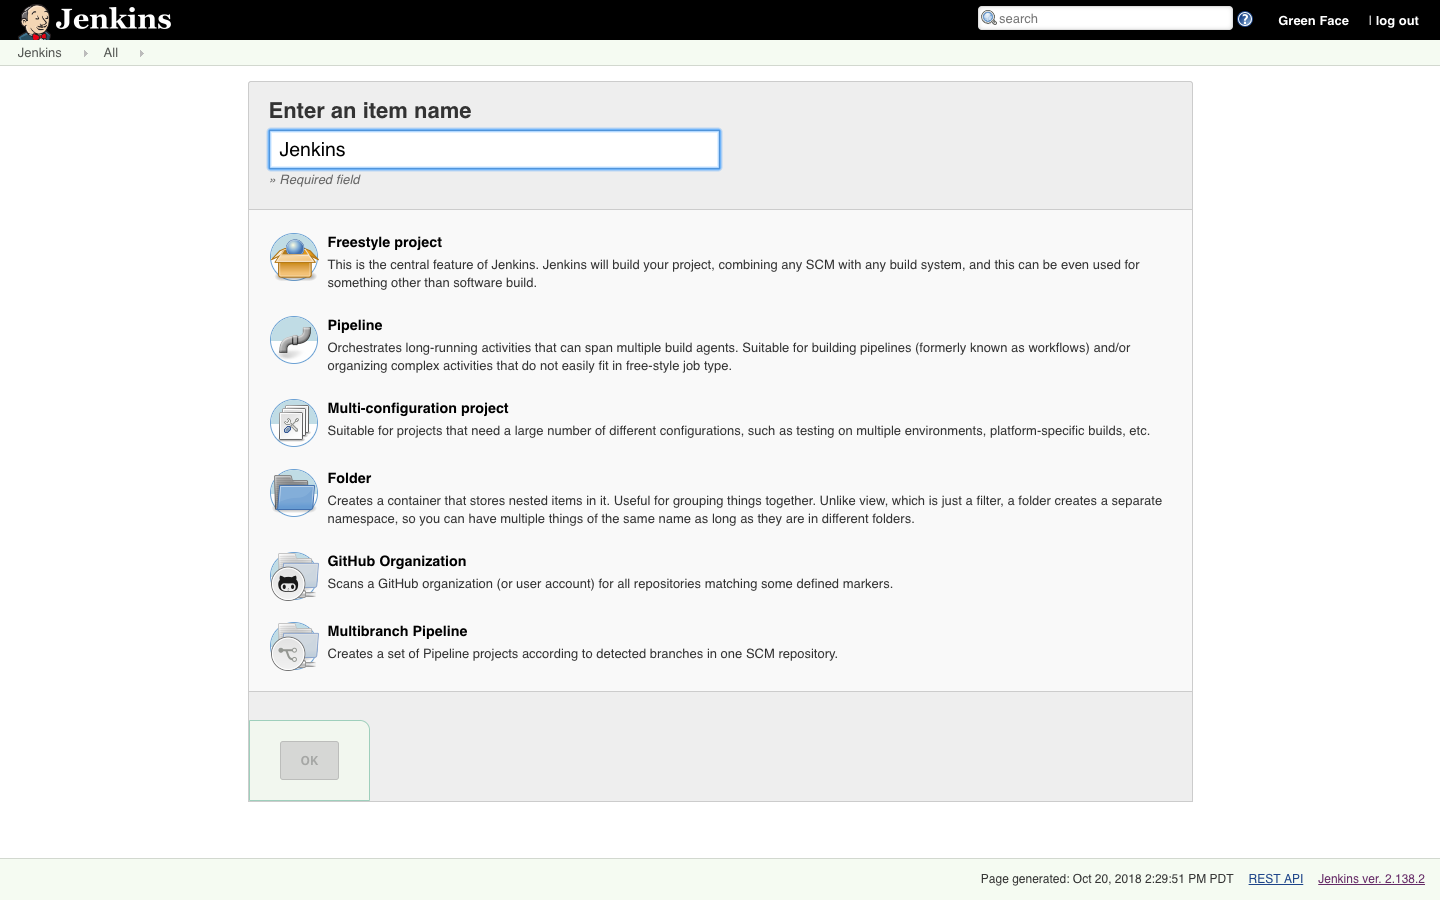 Jenkins
search
Green Face
| log out
Jenkins
All
Enter an item name
Jenkins
» Required field
Freestyle project
This is the central feature of Jenkins. Jenkins will build your project, combining any SCM with any build system, and this can be even used for
something other than software build.
Pipeline
Orchestrates long-running activities that can span multiple build agents. Suitable for building pipelines (formerly known as workflows) and/or
organizing complex activities that do not easily fit in free-style job type.
Multi-configuration project
Suitable for projects that need a large number of different configurations, such as testing on multiple environments, platform-specific builds, etc.
Folder
Creates a container that stores nested items in it. Useful for grouping things together. Unlike view, which is just a filter, a folder creates a separate
namespace, so you can have multiple things of the same name as long as they are in different folders.
GitHub Organization
Scans a GitHub organization (or user account) for all repositories matching some defined markers.
Multibranch Pipeline
Creates a set of Pipeline projects according to detected branches in one SCM repository.
OK
Page generated: Oct 20, 2018 2:29:51 PM PDT
REST API
Jenkins ver. 2.138.2